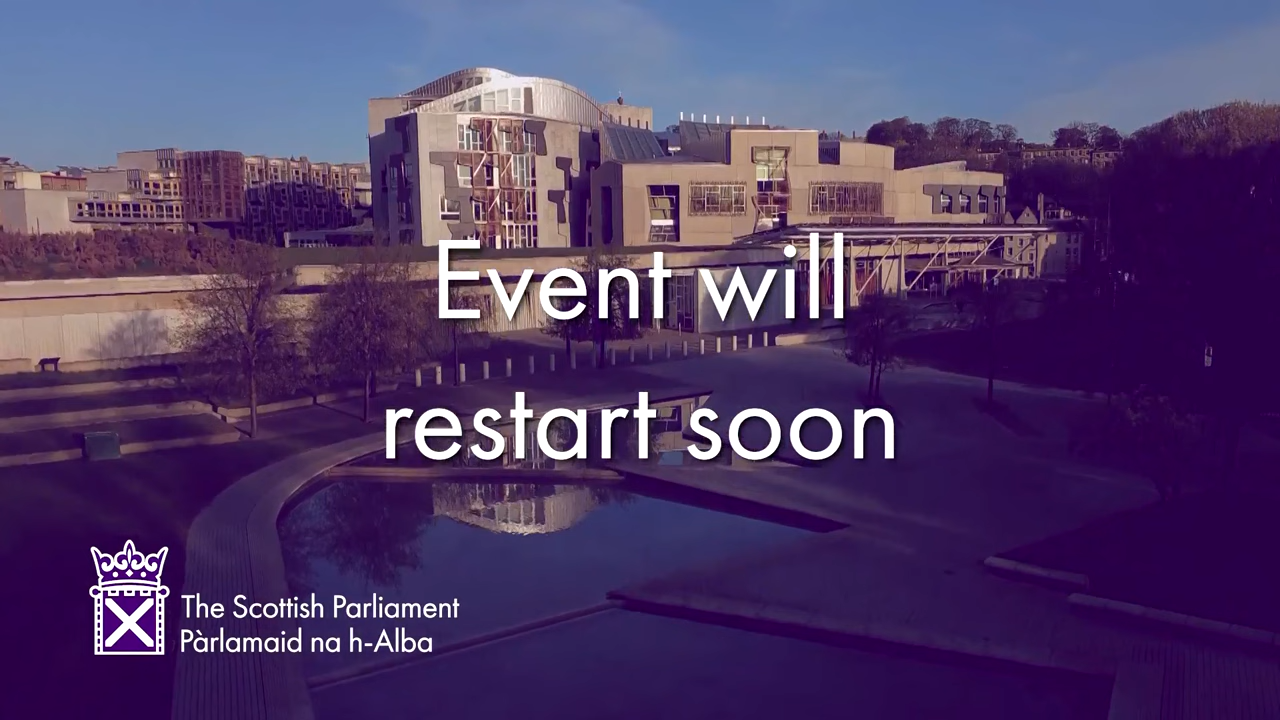 Event will
restart soon
The Scottish Parliament
Pàrlamaid na h-Alba